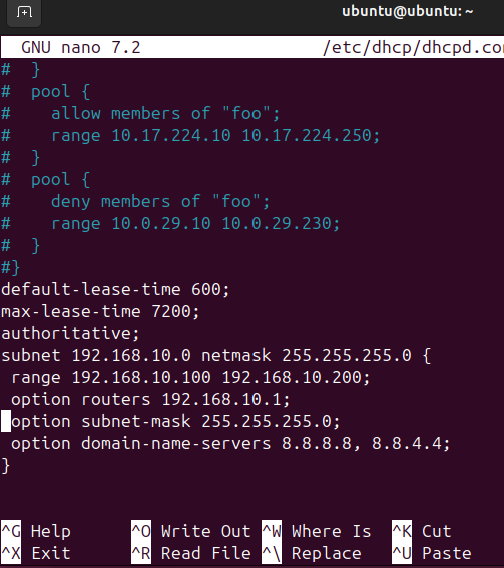 ubuntu@ubuntu: ~
GNU nano 7.2 /etc/dhcp/dhcpd.co
#  }
#  pool {
#    allow members of "foo";
#    range 10.17.224.10 10.17.224.250;
#  }
#  pool {
#    deny members of "foo";
#    range 10.0.29.10 10.0.29.230;
#  }
#}
default-lease-time 600;
max-lease-time 7200;
authoritative;
subnet 192.168.10.0 netmask 255.255.255.0 {
 range 192.168.10.100 192.168.10.200;
 option routers 192.168.10.1;
 option subnet-mask 255.255.255.0;
 option domain-name-servers 8.8.8.8, 8.8.4.4;
}
^G Help ^O Write Out ^W Where Is ^K Cut
^X Exit ^R Read File ^\ Replace ^U Paste